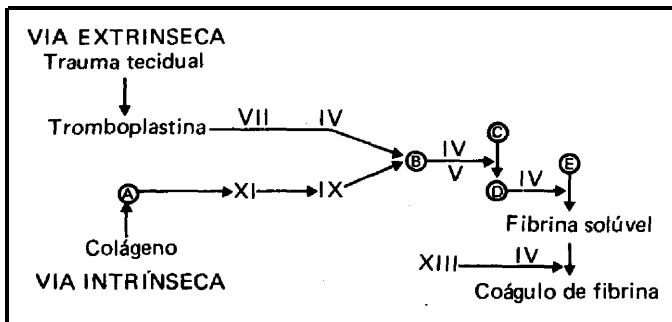 VIA EXTRINSECA
Trauma tecidual
Tromboplastina VII IV
B IV V
C
D IV
E
A XI IX
Fibrina solúvel
Colágeno
XIII IV
VIA INTRÍNSECA
Coágulo de fibrina